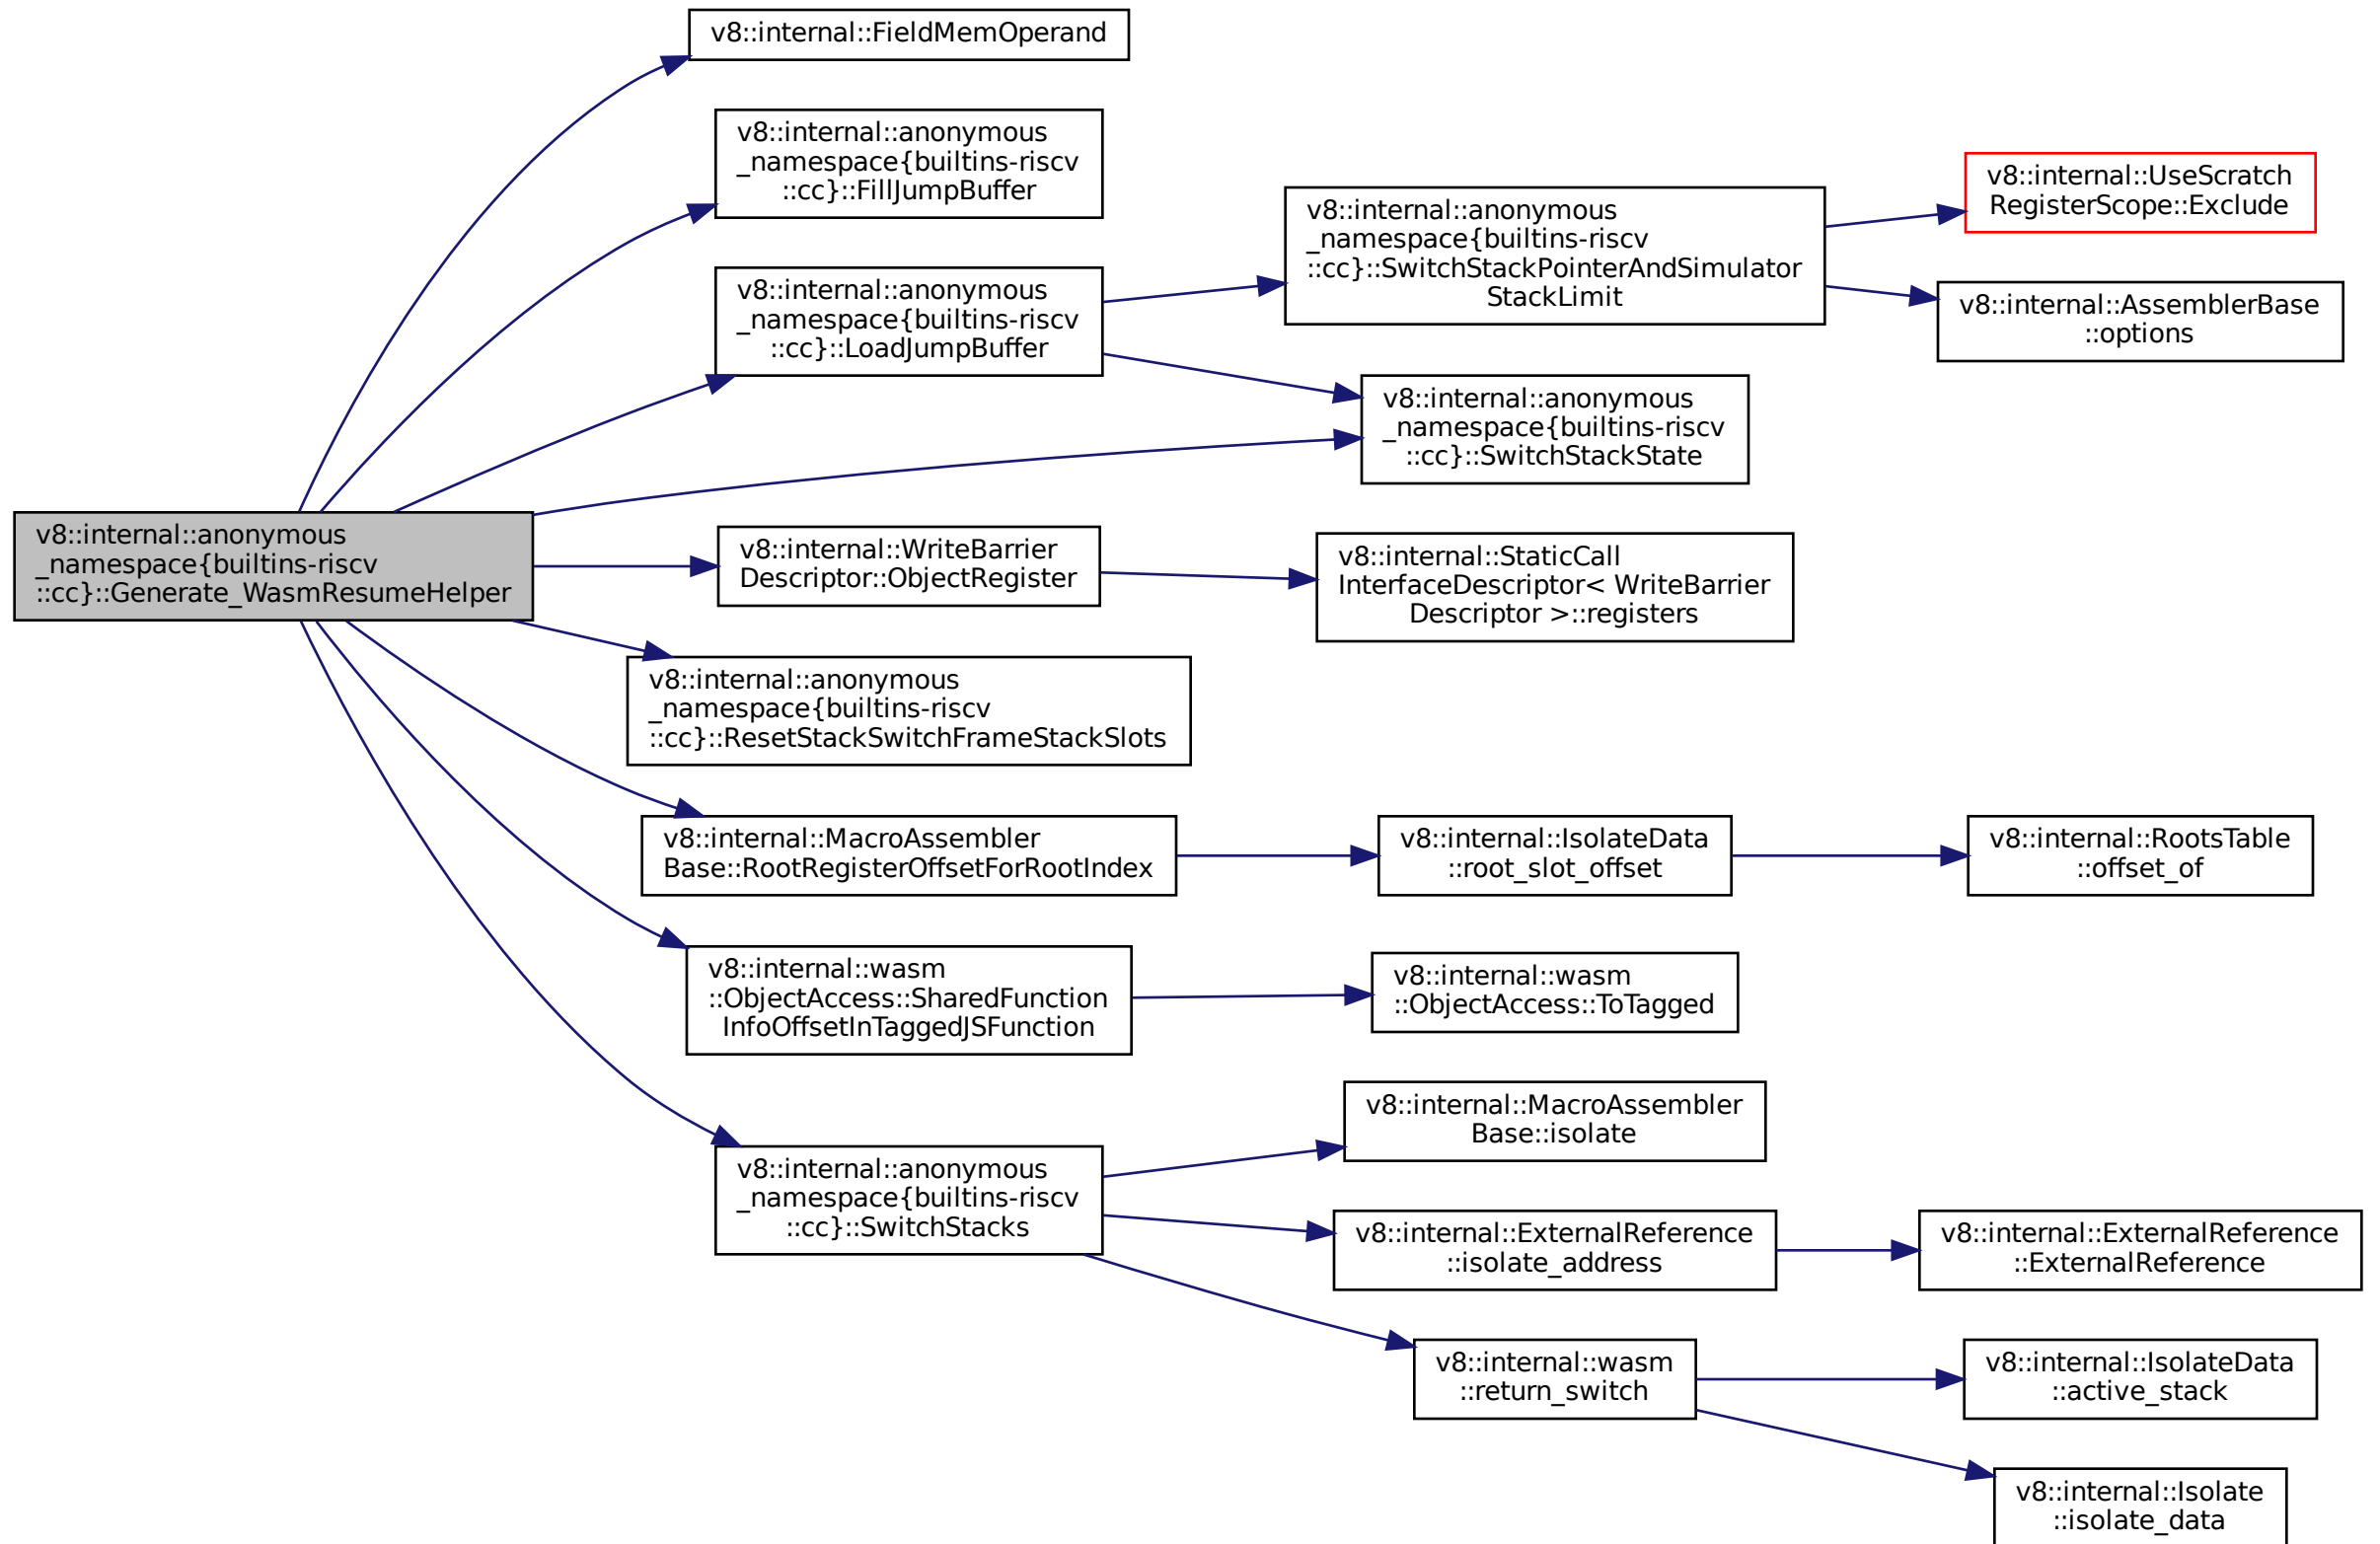 v8::internal::FieldMemOperand
v8::internal::anonymous
_namespace{builtins-riscv
::cc}::FillJumpBuffer
v8::internal::UseScratch
RegisterScope::Exclude
v8::internal::anonymous
_namespace{builtins-riscv
::cc}::SwitchStackPointerAndSimulator
StackLimit
v8::internal::anonymous
_namespace{builtins-riscv
::cc}::LoadJumpBuffer
v8::internal::AssemblerBase
::options
v8::internal::anonymous
_namespace{builtins-riscv
::cc}::SwitchStackState
v8::internal::anonymous
_namespace{builtins-riscv
::cc}::Generate_WasmResumeHelper
v8::internal::WriteBarrier
Descriptor::ObjectRegister
v8::internal::StaticCall
InterfaceDescriptor< WriteBarrier
Descriptor >::registers
v8::internal::anonymous
_namespace{builtins-riscv
::cc}::ResetStackSwitchFrameStackSlots
v8::internal::MacroAssembler
Base::RootRegisterOffsetForRootIndex
v8::internal::IsolateData
::root_slot_offset
v8::internal::RootsTable
::offset_of
v8::internal::wasm
::ObjectAccess::SharedFunction
InfoOffsetInTaggedJSFunction
v8::internal::wasm
::ObjectAccess::ToTagged
v8::internal::MacroAssembler
Base::isolate
v8::internal::anonymous
_namespace{builtins-riscv
::cc}::SwitchStacks
v8::internal::ExternalReference
::isolate_address
v8::internal::ExternalReference
::ExternalReference
v8::internal::wasm
::return_switch
v8::internal::IsolateData
::active_stack
v8::internal::Isolate
::isolate_data